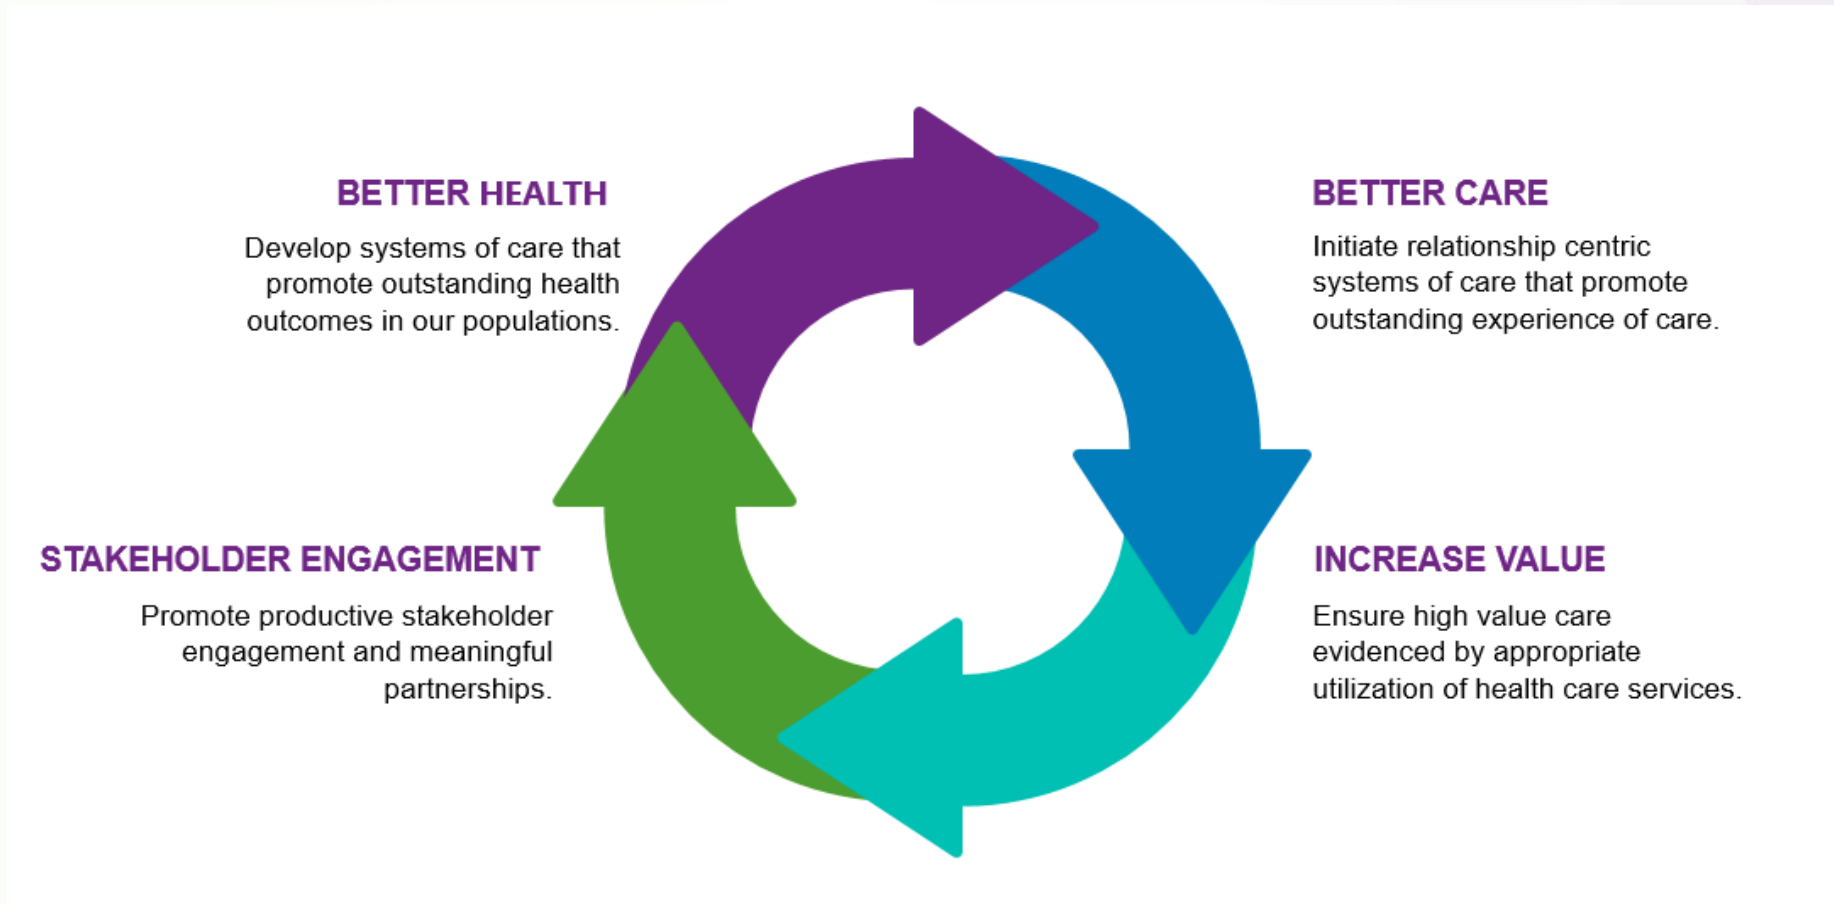 BETTER HEALTH
Develop systems of care that
promote outstanding health
outcomes in our populations.
BETTER CARE
Initiate relationship centric
systems of care that promote
outstanding experience of care.
STAKEHOLDER ENGAGEMENT
Promote productive stakeholder
engagement and meaningful
partnerships.
INCREASE VALUE
Ensure high value care
evidenced by appropriate
utilization of health care services.